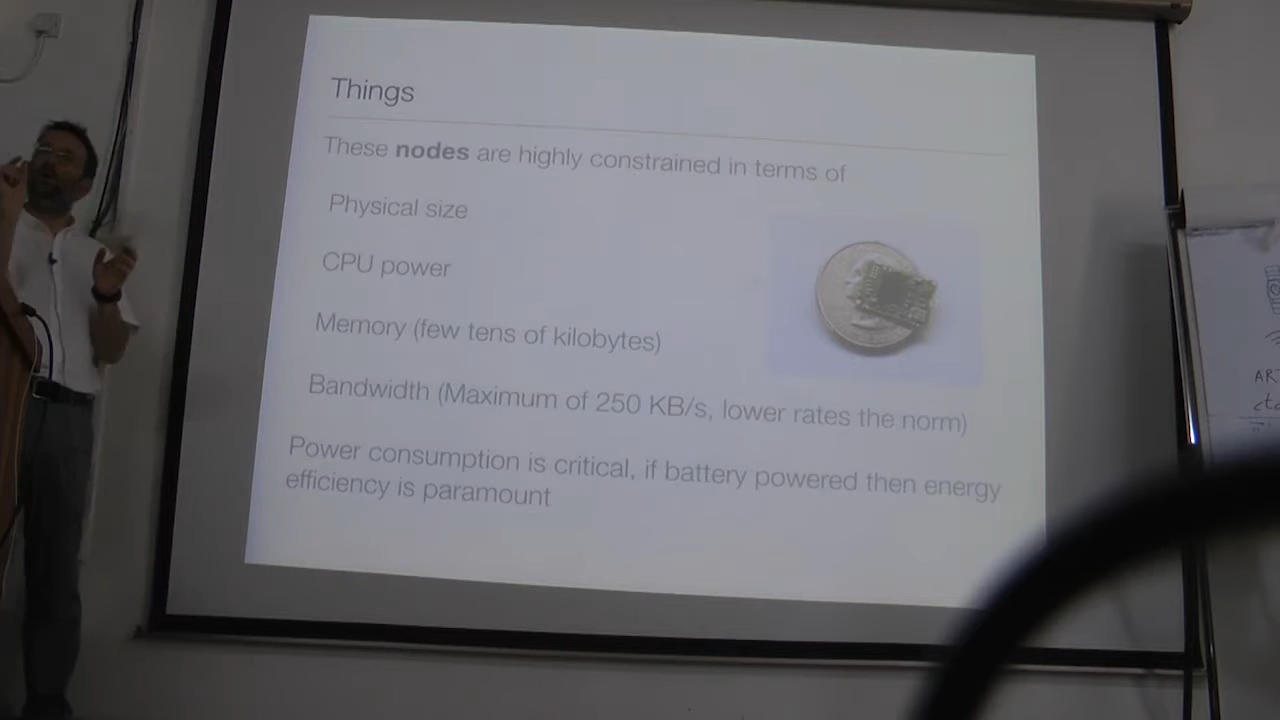 Things
These nodes are highly constrained in terms of
Physical size
CPU power
Memory (few tens of kilobytes)
Bandwidth (Maximum of 250 KB/s, lower rates the norm)
Power consumption is critical, if battery powered then energy
efficiency is paramount